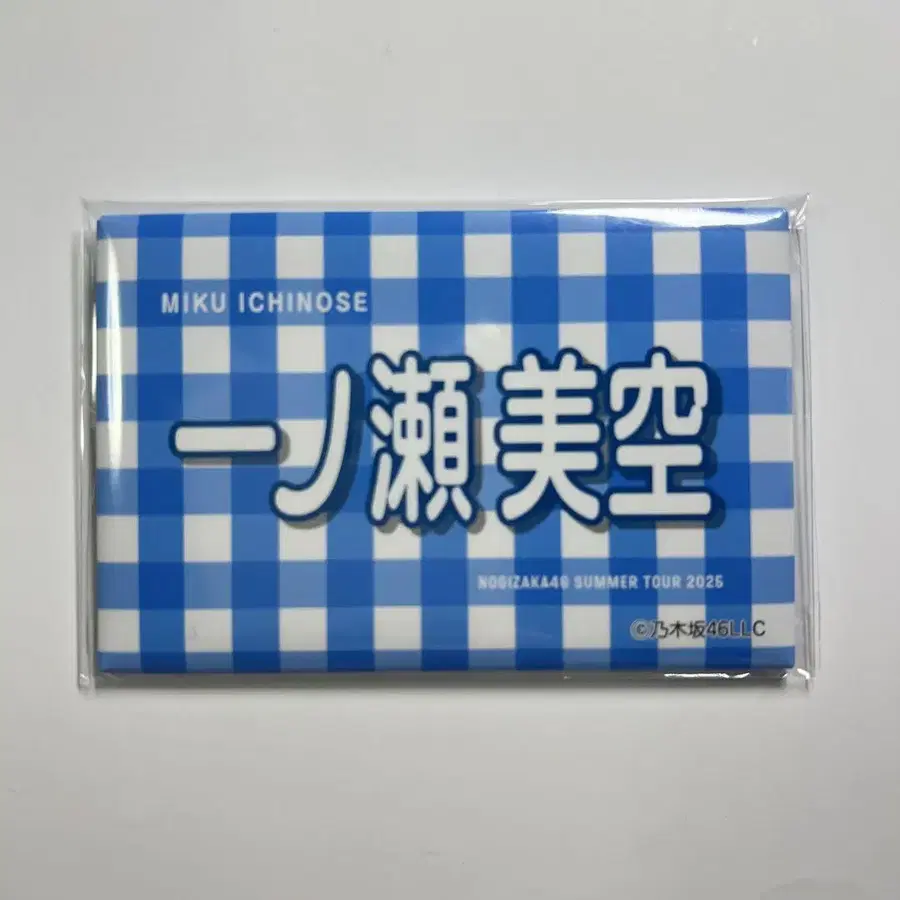 MIKU ICHINOSE
一ノ瀬 美空
NOGIZAKA46 SUMMER TOUR 2025
©乃木坂46LLC